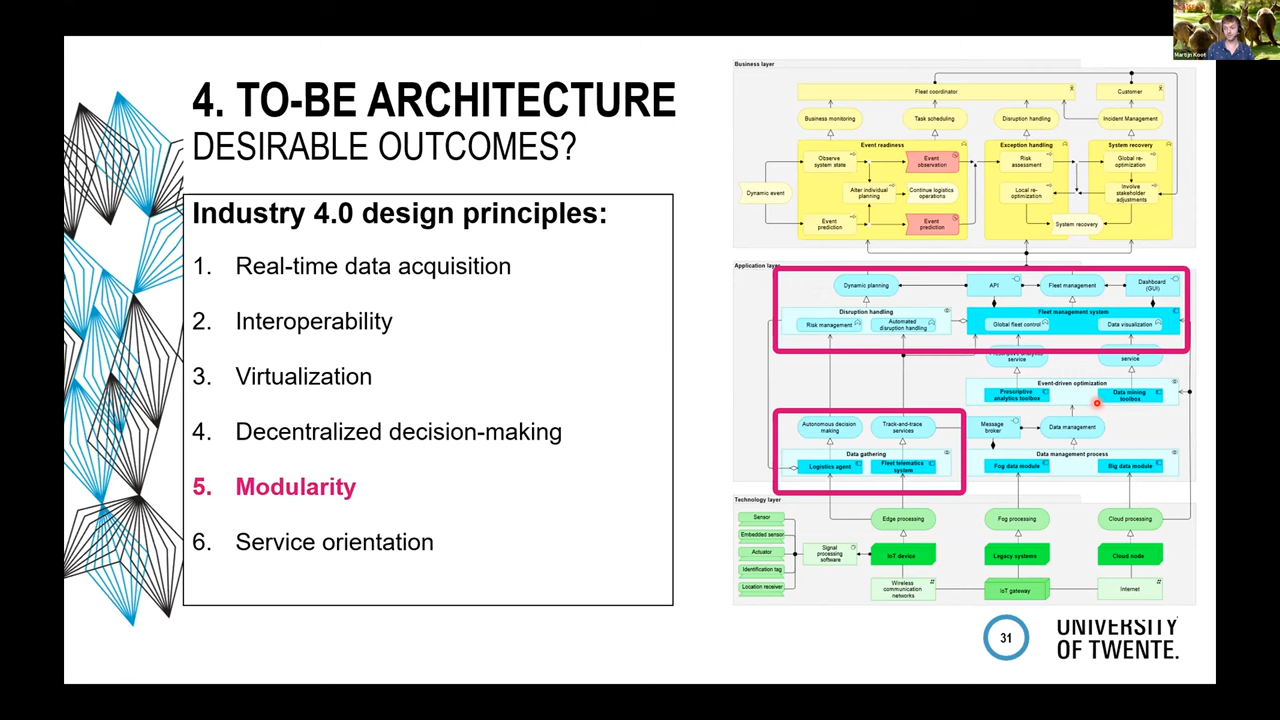 Martijn Koot
4. TO-BE ARCHITECTURE
DESIRABLE OUTCOMES?
Industry 4.0 design principles:
1. Real-time data acquisition
2. Interoperability
3. Virtualization
4. Decentralized decision-making
5. Modularity
6. Service orientation
Business layer
Fleet coordinator
Customer
Business monitoring
Task scheduling
Disruption handling
Incident Management
Event readiness
Exception handling
System recovery
Observe
system state
Event
observation
Risk
assessment
Global re-
optimization
Dynamic event
Alter individual
planning
Continue logistics
operations
Local re-
optimization
Involve
stakeholder
adjustments
Event
prediction
Event
prediction
System recovery
Application layer
Dynamic planning
API
Fleet management
Dashboard
(GUI)
Disruption handling
Fleet management system
Risk management
Automated
disruption handling
Global fleet control
Data visualization
Prescriptive analytics
service
service
Event-driven optimization
Prescriptive
analytics toolbox
Data mining
toolbox
Autonomous decision
making
Track-and-trace
services
Message
broker
Data management
Data gathering
Data management process
Logistics agent
Fleet telematics
system
Fog data module
Big data module
Technology layer
Sensor
Embedded sensor
Actuator
Identification tag
Location receiver
Edge processing
Fog processing
Cloud processing
Signal
processing
software
IoT device
Legacy systems
Cloud node
Wireless
communication
networks
IoT gateway
Internet
31
UNIVERSITY
OF TWENTE.